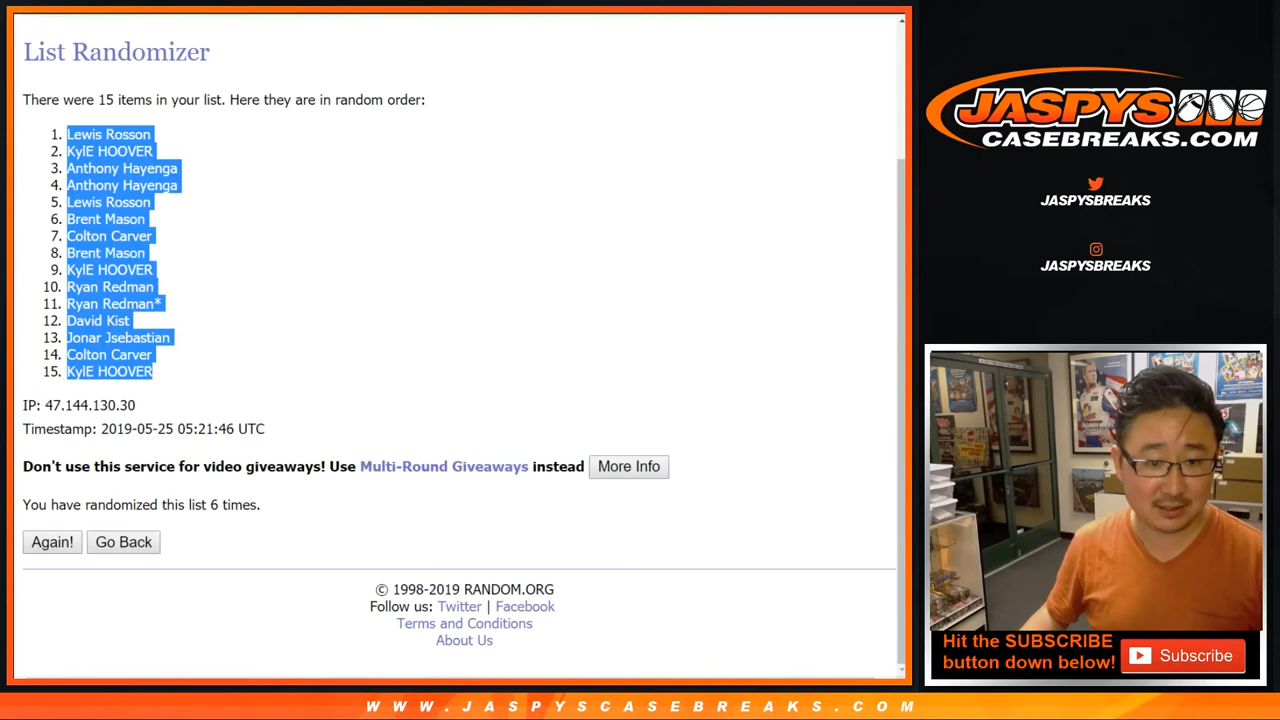 List Randomizer
There were 15 items in your list. Here they are in random order:
1. Lewis Rosson
2. KylE HOOVER
3. Anthony Hayenga
4. Anthony Hayenga
5. Lewis Rosson
6. Brent Mason
7. Colton Carver
8. Brent Mason
9. KylE HOOVER
10. Ryan Redman
11. Ryan Redman*
12. David Kist
13. Jonar Jsebastian
14. Colton Carver
15. KylE HOOVER
IP: 47.144.130.30
Timestamp: 2019-05-25 05:21:46 UTC
Don't use this service for video giveaways! Use Multi-Round Giveaways instead More Info
You have randomized this list 6 times.
Again! Go Back
© 1998-2019 RANDOM.ORG
Follow us: Twitter | Facebook
Terms and Conditions
About Us
JASPYS
CASEBREAKS.COM
JASPYSBREAKS
JASPYSBREAKS
Hit the SUBSCRIBE
button down below!
Subscribe
WWW.JASPYSCASEBREAKS.COM